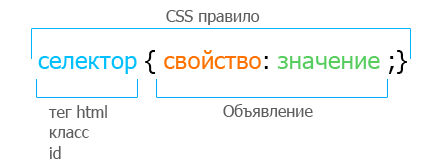 CSS правило
селектор { свойство: значение ;}
тег html
класс
id
Объявление